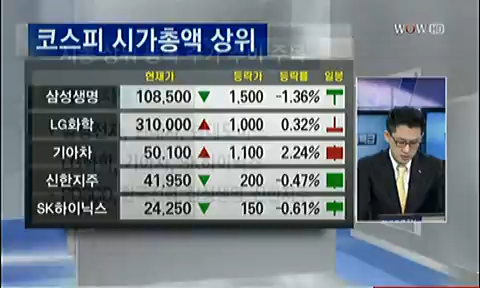 WOW HD
코스피 시가총액 상위
현재가 등락가 등락률 일봉
삼성생명 108,500 ▼ 1,500 -1.36%
LG화학 310,000 ▲ 1,000 0.32%
기아차 50,100 ▲ 1,100 2.24%
신한지주 41,950 ▼ 200 -0.47%
SK하이닉스 24,250 ▼ 150 -0.61%